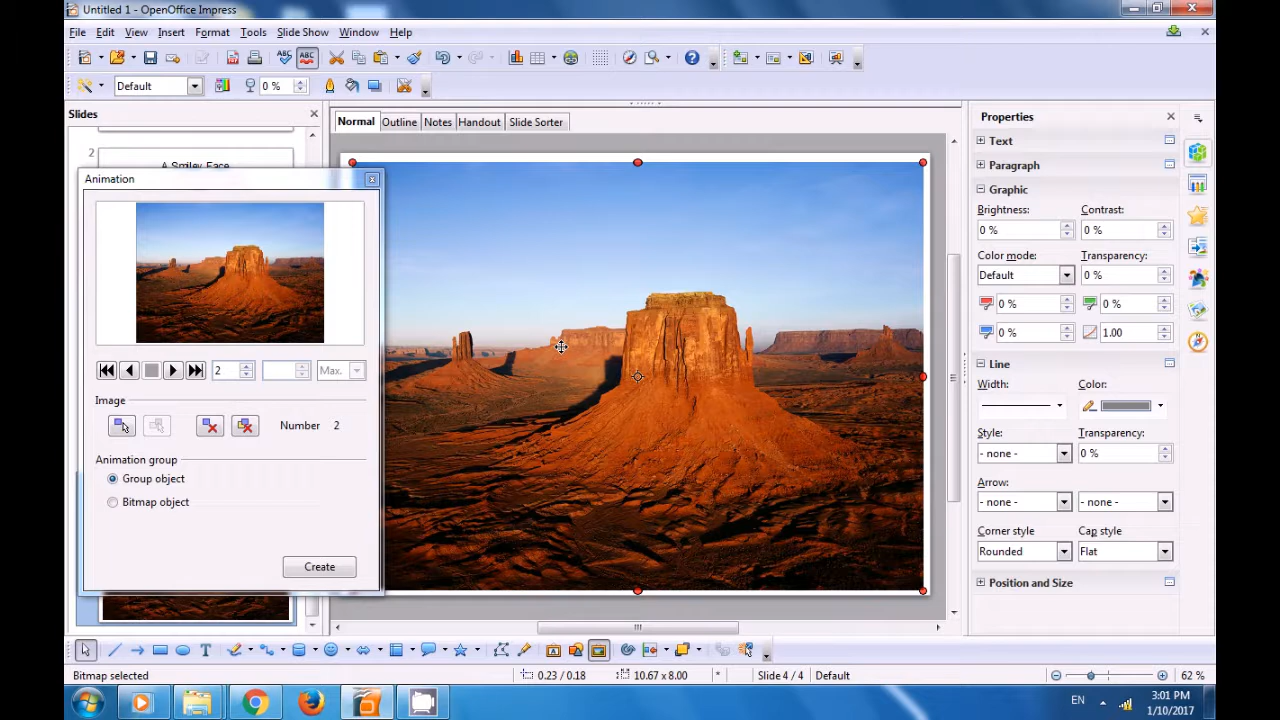 Untitled 1 - OpenOffice Impress
File Edit View Insert Format Tools Slide Show Window Help
Default 0 %
Slides
Normal Outline Notes Handout Slide Sorter
Properties
2
A Smiley Face
Animation
Text
Paragraph
Graphic
Brightness: Contrast:
0 % 0 %
Color mode: Transparency:
Default 0 %
0 % 0 %
0 % 1.00
2 Max.
Image
Number 2
Animation group
Group object
Bitmap object
Create
Line
Width: Color:
Style: Transparency:
- none - 0 %
Arrow:
- none - - none -
Corner style Cap style
Rounded Flat
Position and Size
Bitmap selected 0.23 / 0.18 10.67 x 8.00 * Slide 4 / 4 Default 62 %
EN
3:01 PM
1/10/2017